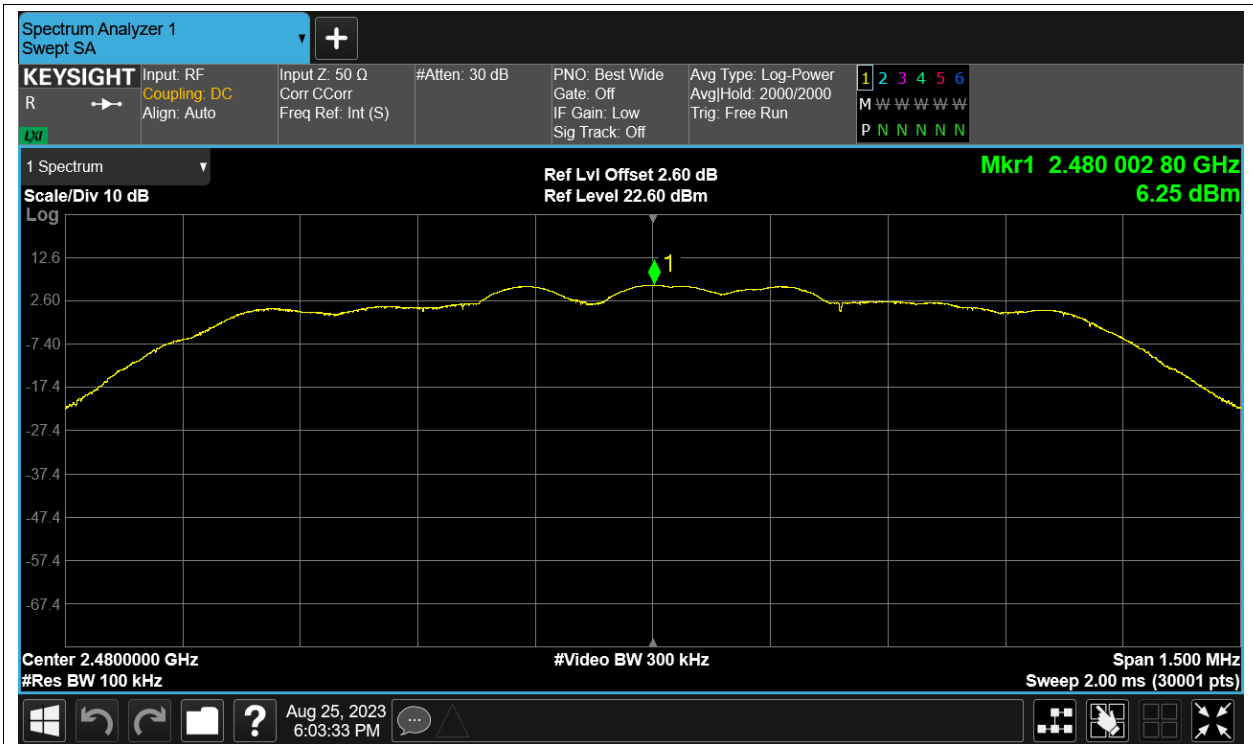 Spectrum Analyzer 1
Swept SA
KEYSIGHT
R
LXI
Input: RF
Coupling: DC
Align: Auto
Input Z: 50 Ω
Corr CCorr
Freq Ref: Int (S)
#Atten: 30 dB
PNO: Best Wide
Gate: Off
IF Gain: Low
Sig Track: Off
Avg Type: Log-Power
Avg|Hold: 2000/2000
Trig: Free Run
1 2 3 4 5 6
M W W W W W
P N N N N N
1 Spectrum
Scale/Div 10 dB
Log
Ref Lvl Offset 2.60 dB
Ref Level 22.60 dBm
Mkr1 2.480 002 80 GHz
6.25 dBm
1
12.6
2.60
-7.40
-17.4
-27.4
-37.4
-47.4
-57.4
-67.4
Center 2.4800000 GHz
#Res BW 100 kHz
#Video BW 300 kHz
Span 1.500 MHz
Sweep 2.00 ms (30001 pts)
?
Aug 25, 2023
6:03:33 PM